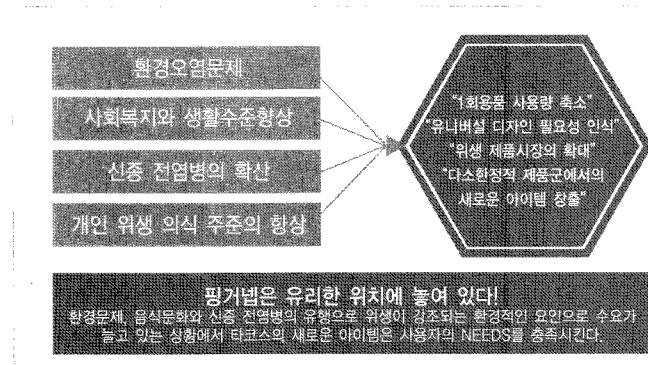 환경오염문제
사회복지와 생활수준향상
신종 전염병의 확산
개인 위생 의식 주준의 향상
"1회용품 사용량 축소"
"유니버설 디자인 필요성 인식"
"위생 제품시장의 확대"
"다소한정적 제품군에서의
새로운 아이템 창출"
핑거넵은 유리한 위치에 놓여 있다!
환경문제, 음식문화와 신종 전염병의 유행으로 위생이 강조되는 환경적인 요인으로 수요가
늘고 있는 상황에서 타코스의 새로운 아이템은 사용자의 NEEDS를 충족시킨다.